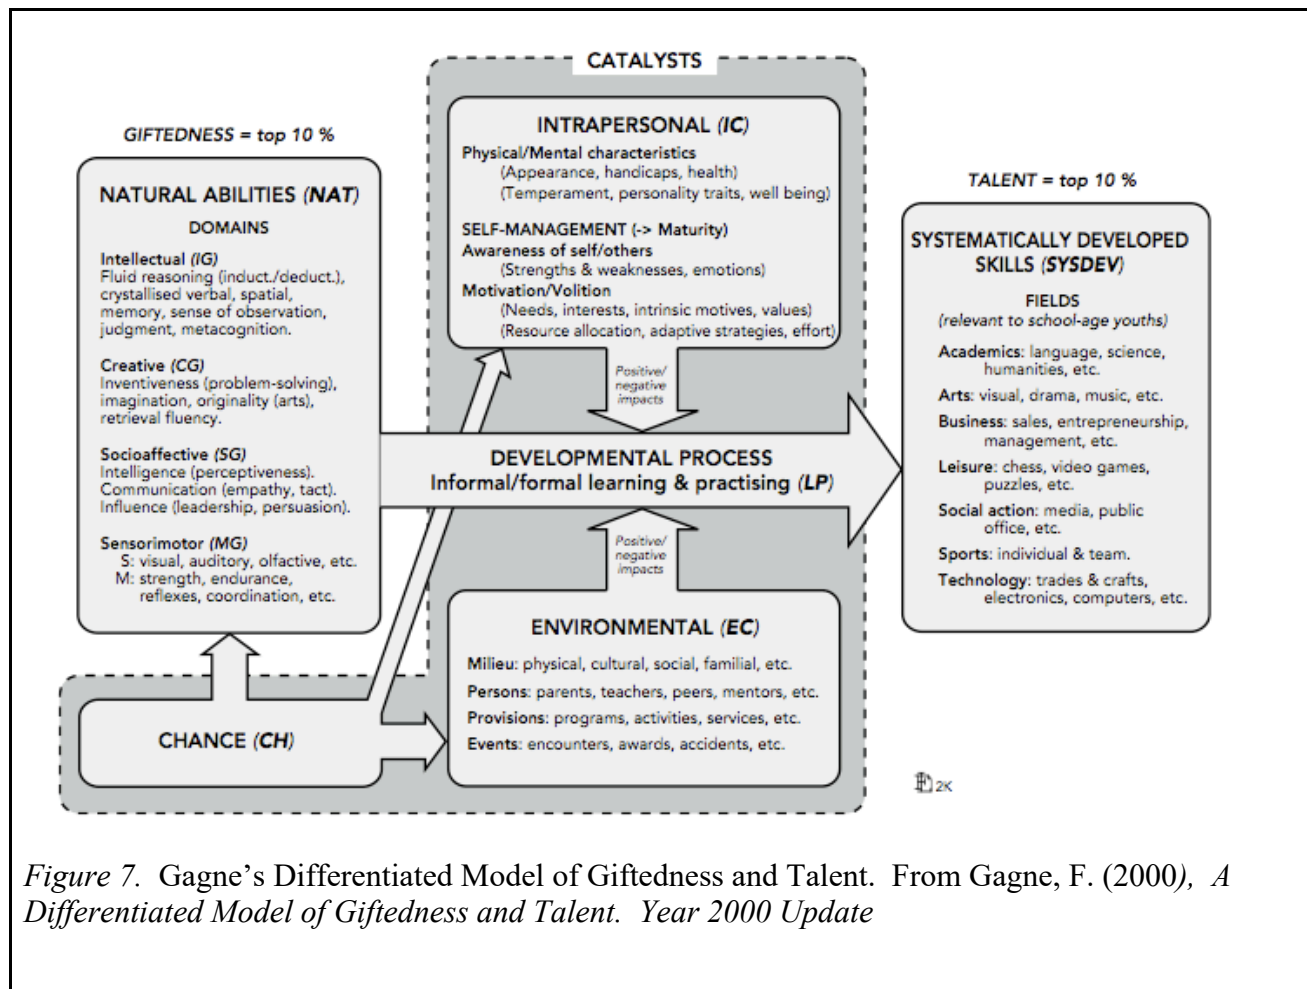 CATALYSTS
GIFTEDNESS = top 10 %
NATURAL ABILITIES (NAT)
DOMAINS
Intellectual (IG)
Fluid reasoning (induct./deduct.),
crystallised verbal, spatial,
memory, sense of observation,
judgment, metacognition.
Creative (CG)
Inventiveness (problem-solving),
imagination, originality (arts),
retrieval fluency.
Socioaffective (SG)
Intelligence (perceptiveness).
Communication (empathy, tact).
Influence (leadership, persuasion).
Sensorimotor (MG)
S: visual, auditory, olfactive, etc.
M: strength, endurance,
reflexes, coordination, etc.
INTRAPERSONAL (IC)
Physical/Mental characteristics
(Appearance, handicaps, health)
(Temperament, personality traits, well being)
SELF-MANAGEMENT (-> Maturity)
Awareness of self/others
(Strengths & weaknesses, emotions)
Motivation/Volition
(Needs, interests, intrinsic motives, values)
(Resource allocation, adaptive strategies, effort)
Positive/
negative
impacts
DEVELOPMENTAL PROCESS
Informal/formal learning & practising (LP)
Positive/
negative
impacts
ENVIRONMENTAL (EC)
Milieu: physical, cultural, social, familial, etc.
Persons: parents, teachers, peers, mentors, etc.
Provisions: programs, activities, services, etc.
Events: encounters, awards, accidents, etc.
CHANCE (CH)
TALENT = top 10 %
SYSTEMATICALLY DEVELOPED
SKILLS (SYSDEV)
FIELDS
(relevant to school-age youths)
Academics: language, science,
humanities, etc.
Arts: visual, drama, music, etc.
Business: sales, entrepreneurship,
management, etc.
Leisure: chess, video games,
puzzles, etc.
Social action: media, public
office, etc.
Sports: individual & team.
Technology: trades & crafts,
electronics, computers, etc.
2K
Figure 7. Gagne’s Differentiated Model of Giftedness and Talent. From Gagne, F. (2000), A
Differentiated Model of Giftedness and Talent. Year 2000 Update